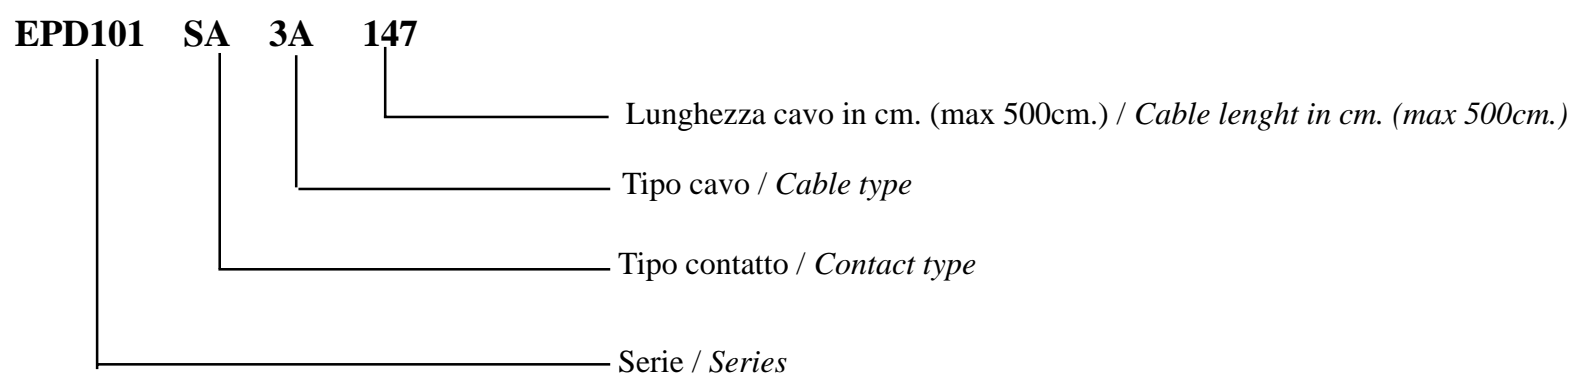 EPD101 SA 3A 147
Lunghezza cavo in cm. (max 500cm.) / Cable lenght in cm. (max 500cm.)
Tipo cavo / Cable type
Tipo contatto / Contact type
Serie / Series